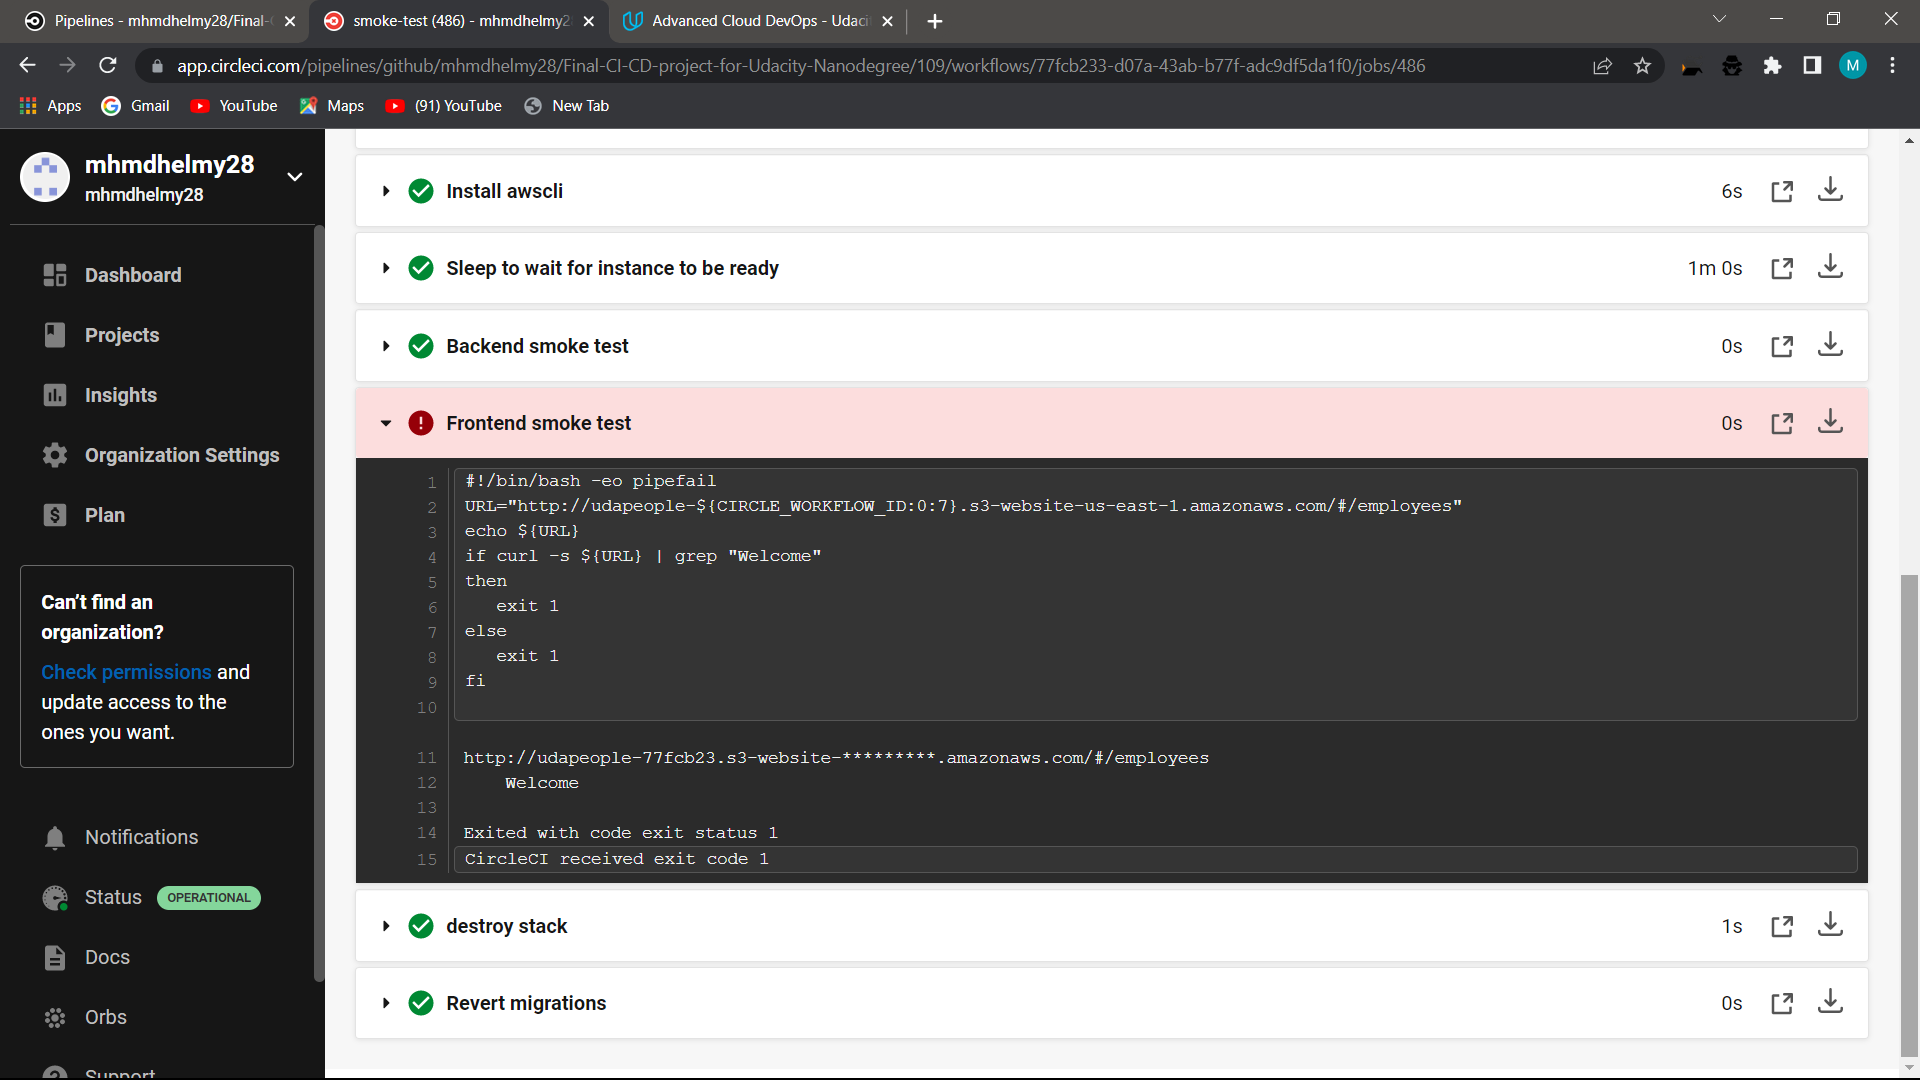 Pipelines - mhmdhelmy28/Final-
smoke-test (486) - mhmdhelmy2
Advanced Cloud DevOps - Udaci
app.circleci.com/pipelines/github/mhmdhelmy28/Final-CI-CD-project-for-Udacity-Nanodegree/109/workflows/77fcb233-d07a-43ab-b77f-adc9df5da1f0/jobs/486
M
Apps
Gmail
YouTube
Maps
(91) YouTube
New Tab
mhmdhelmy28
mhmdhelmy28
Dashboard
Projects
Insights
Organization Settings
Plan
Can't find an
organization?
Check permissions and
update access to the
ones you want.
Notifications
Status OPERATIONAL
Docs
Orbs
Support
Install awscli 6s
Sleep to wait for instance to be ready 1m 0s
Backend smoke test 0s
Frontend smoke test 0s
1 #!/bin/bash -eo pipefail
2 URL="http://udapeople-${CIRCLE_WORKFLOW_ID:0:7}.s3-website-us-east-1.amazonaws.com/#/employees"
3 echo ${URL}
4 if curl -s ${URL} | grep "Welcome"
5 then
6 exit 1
7 else
8 exit 1
9 fi
10
11 http://udapeople-77fcb23.s3-website-*********.amazonaws.com/#/employees
12 Welcome
13
14 Exited with code exit status 1
15 CircleCI received exit code 1
destroy stack 1s
Revert migrations 0s